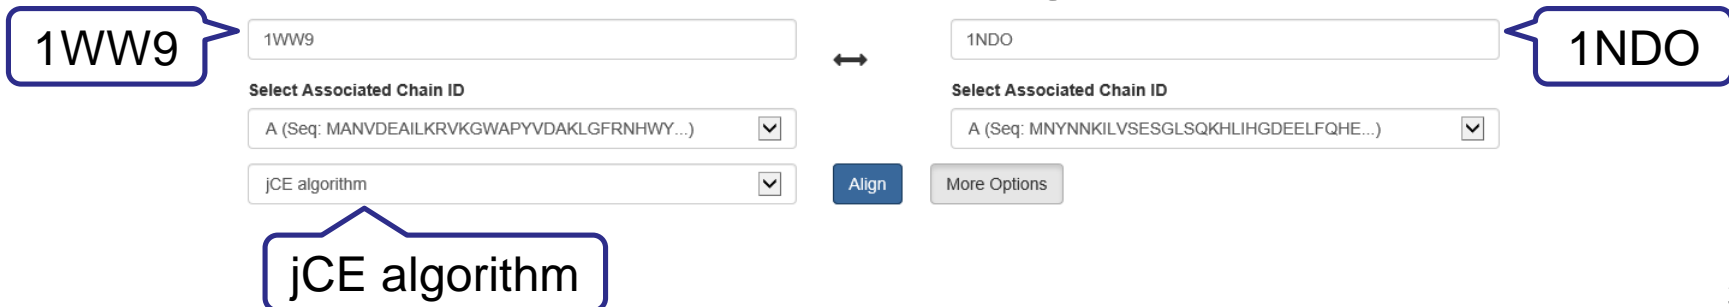 1WW9
1WW9
1NDO
1NDO
Select Associated Chain ID
Select Associated Chain ID
A (Seq: MANVDEAILKRVKGWAPYVDAKLGFRNHWY...)
A (Seq: MNYNNKILVSESGLSQKHLIHGDEELFQHE...)
jCE algorithm
Align
More Options
jCE algorithm